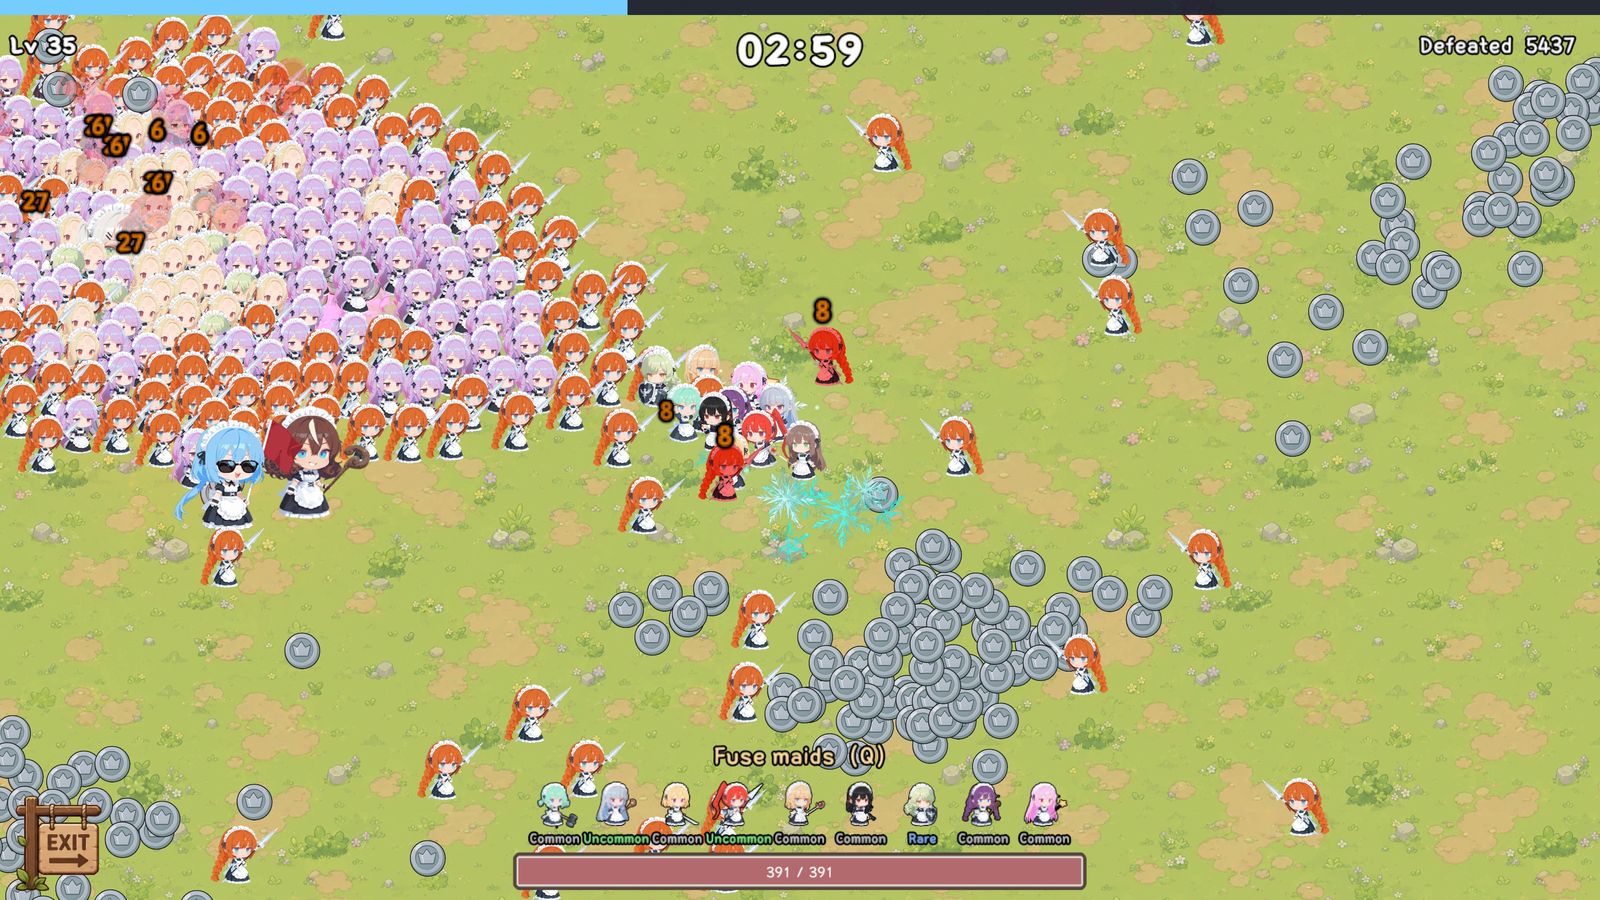 Lv 35
02:59
Defeated 5437
6
6
27
27
8
8
8
Fuse maids (Q)
Common Uncommon Common Uncommon Common Common Rare Common Common
EXIT
391 / 391